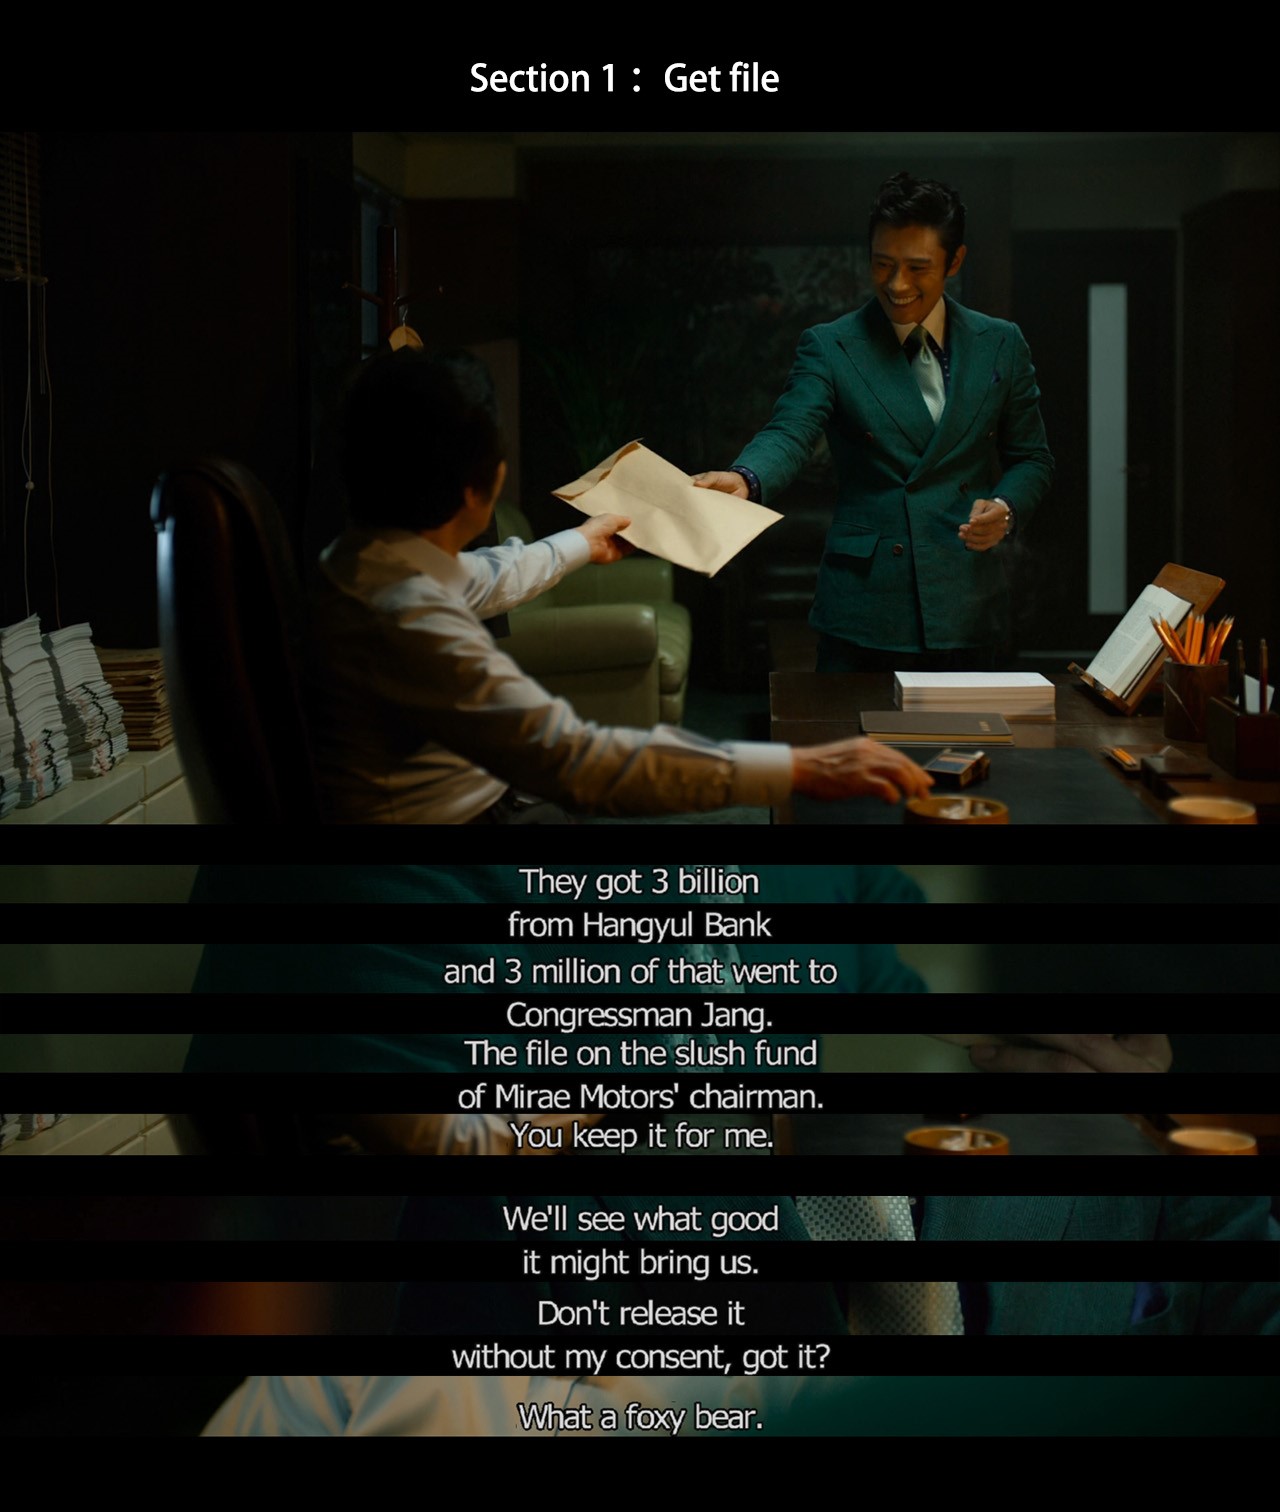 Section 1： Get file
They got 3 billion
from Hangyul Bank
and 3 million of that went to
Congressman Jang.
The file on the slush fund
of Mirae Motors' chairman.
You keep it for me.
We'll see what good
it might bring us.
Don't release it
without my consent, got it?
What a foxy bear.